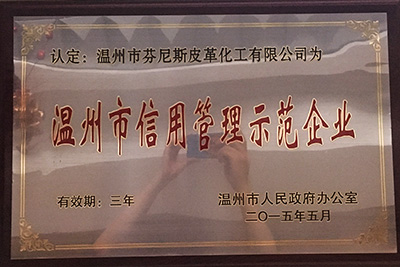 认定：温州市芬尼斯皮革化工有限公司为
温州市信用管理示范企业
有效期：三年
温州市人民政府办公室
二〇一五年五月